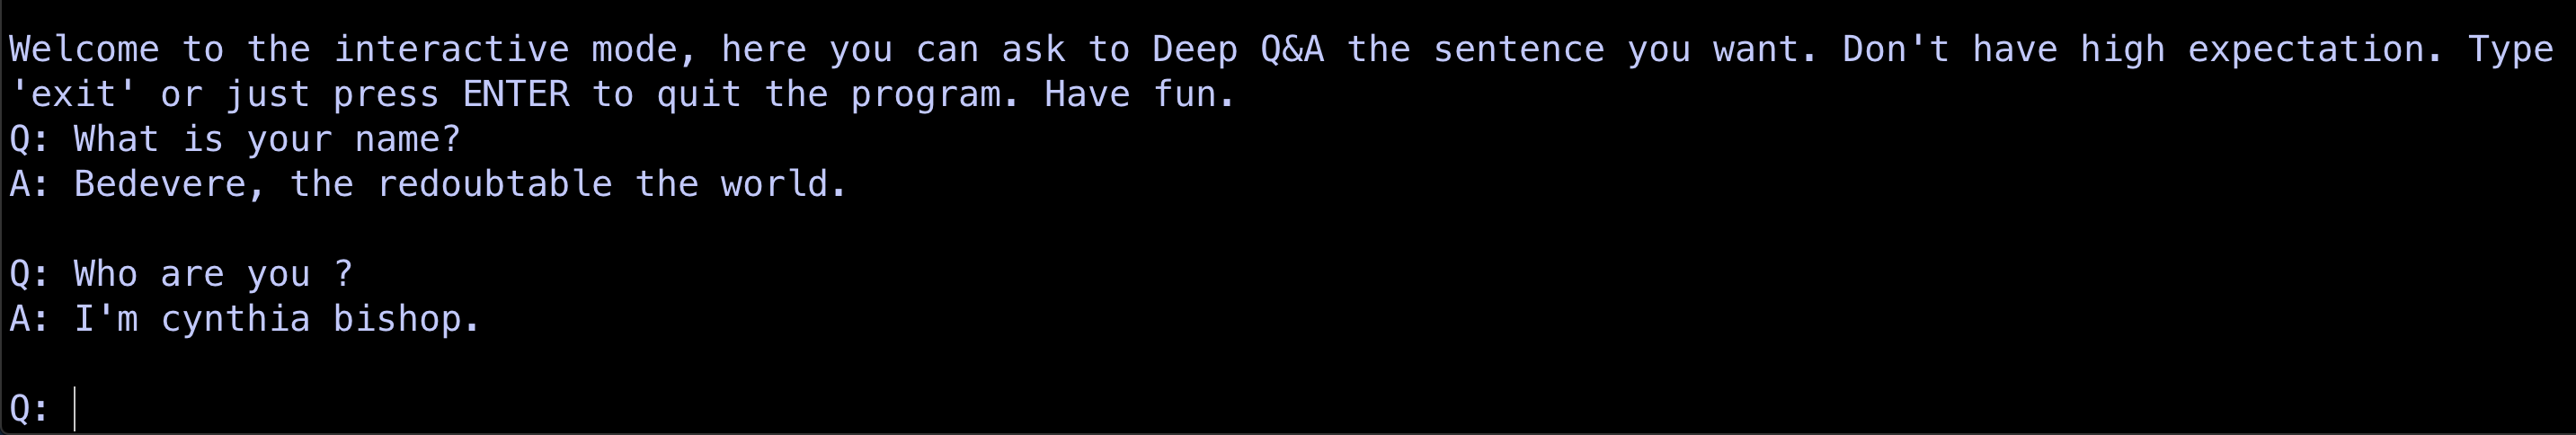 Welcome to the interactive mode, here you can ask to Deep Q&A the sentence you want. Don't have high expectation. Type
'exit' or just press ENTER to quit the program. Have fun.
Q: What is your name?
A: Bedevere, the redoubtable the world.
Q: Who are you ?
A: I'm cynthia bishop.
Q: